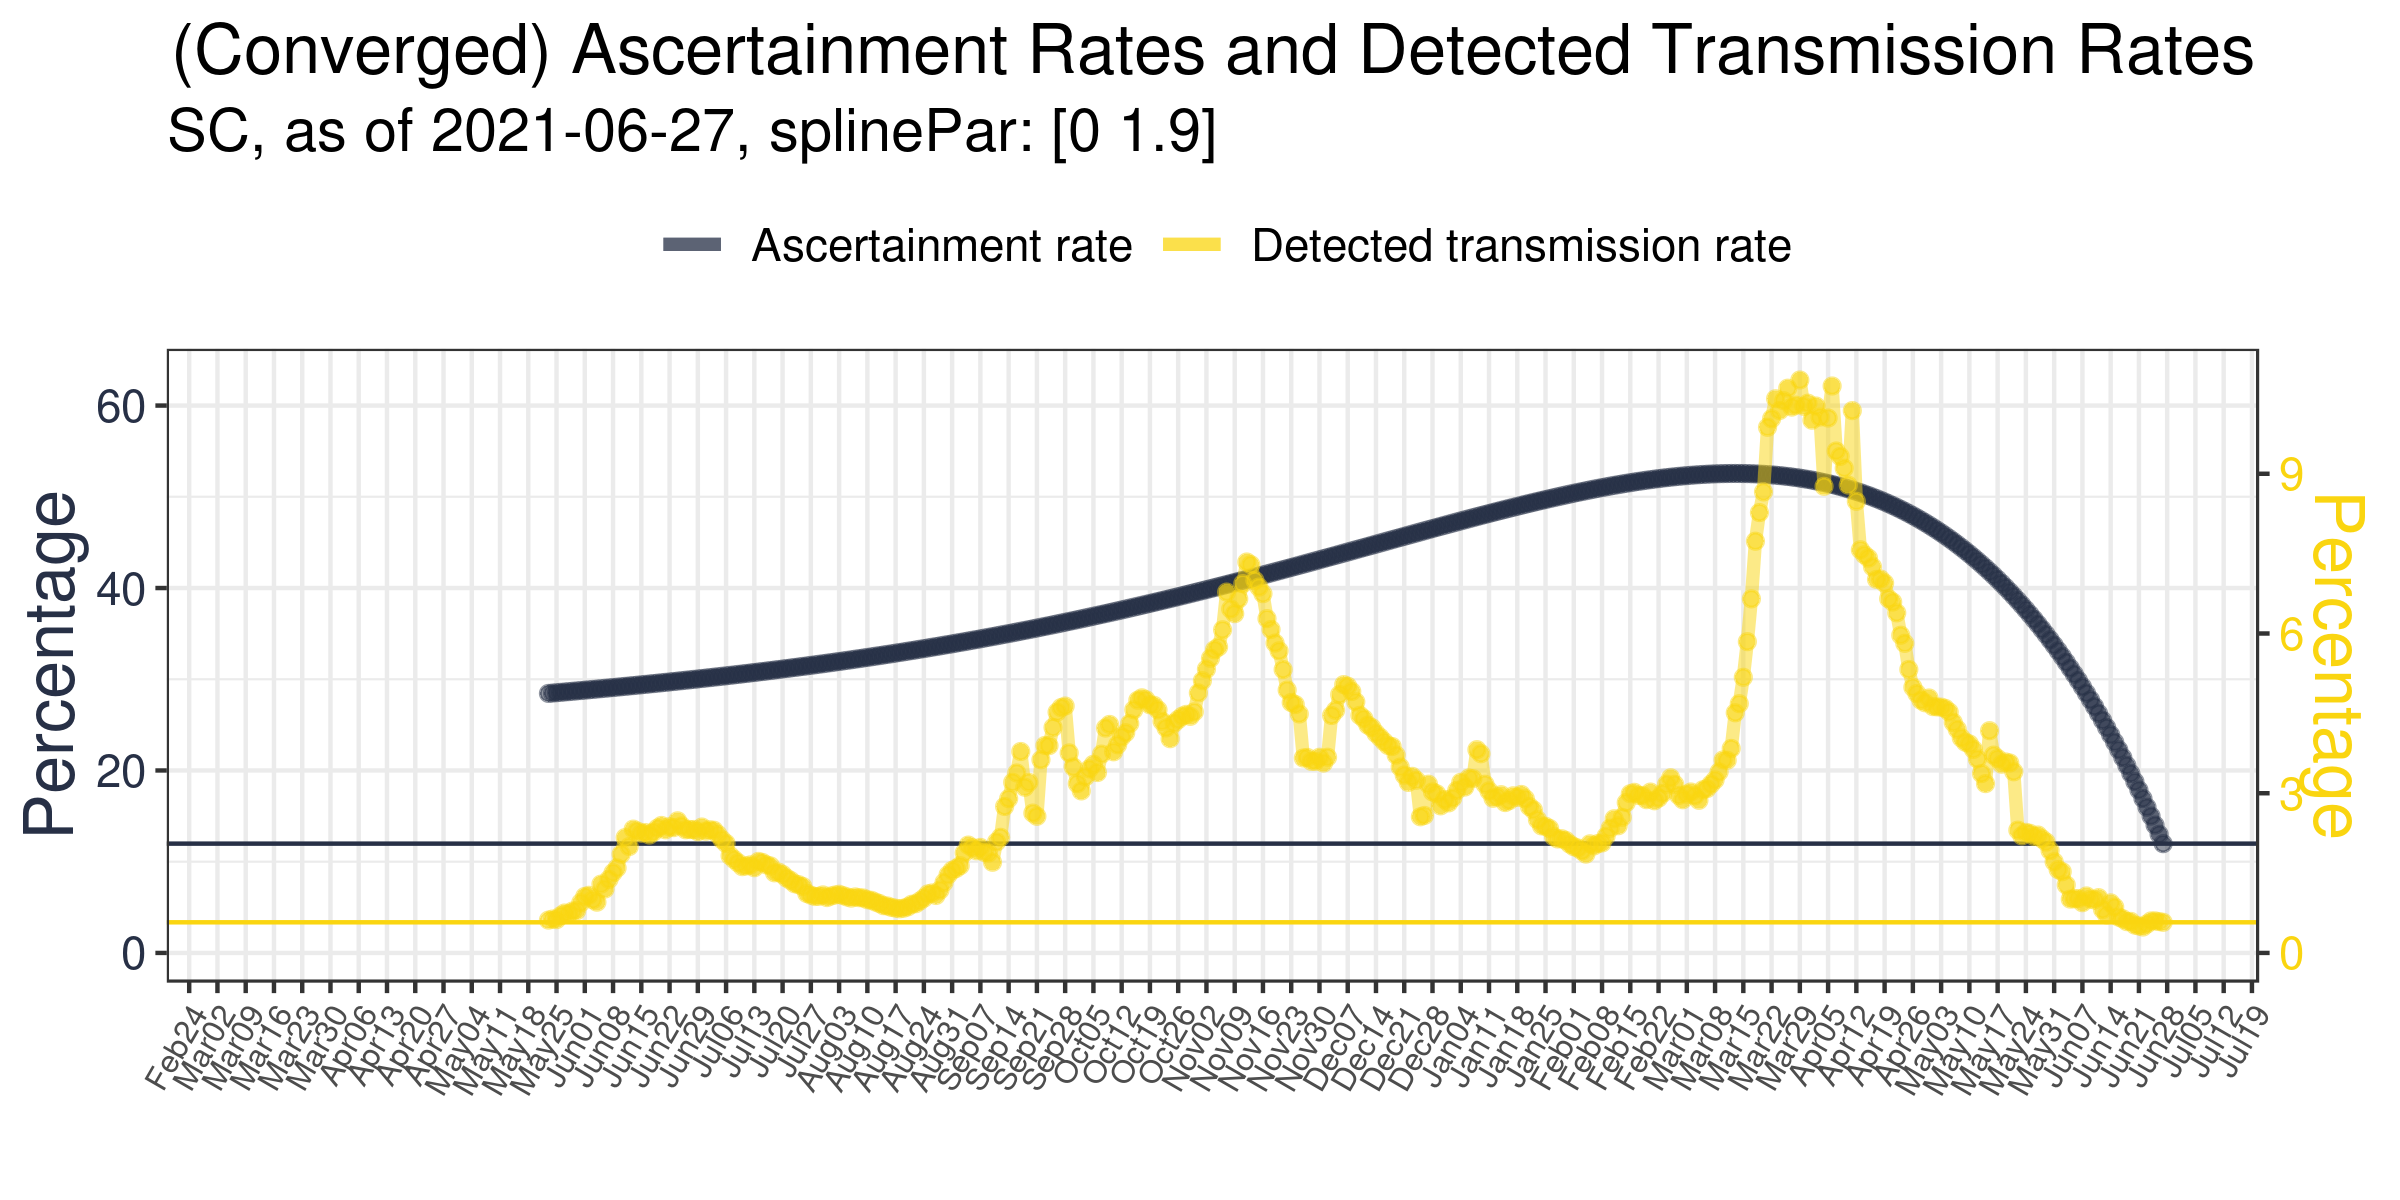 (Converged) Ascertainment Rates and Detected Transmission Rates
SC, as of 2021-06-27, splinePar: [0 1.9]
Ascertainment rate
Detected transmission rate
Percentage
60
40
20
0
9
6
3
0
Percentage
Feb24
Mar02
Mar09
Mar16
Mar23
Mar30
Apr06
Apr13
Apr20
Apr27
May04
May11
May18
May25
Jun01
Jun08
Jun15
Jun22
Jun29
Jul06
Jul13
Jul20
Jul27
Aug03
Aug10
Aug17
Aug24
Aug31
Sep07
Sep14
Sep21
Sep28
Oct05
Oct12
Oct19
Oct26
Nov02
Nov09
Nov16
Nov23
Nov30
Dec07
Dec14
Dec21
Dec28
Jan04
Jan11
Jan18
Jan25
Feb01
Feb08
Feb15
Feb22
Mar01
Mar08
Mar15
Mar22
Mar29
Apr05
Apr12
Apr19
Apr26
May03
May10
May17
May24
May31
Jun07
Jun14
Jun21
Jun28
Jul05
Jul12
Jul19